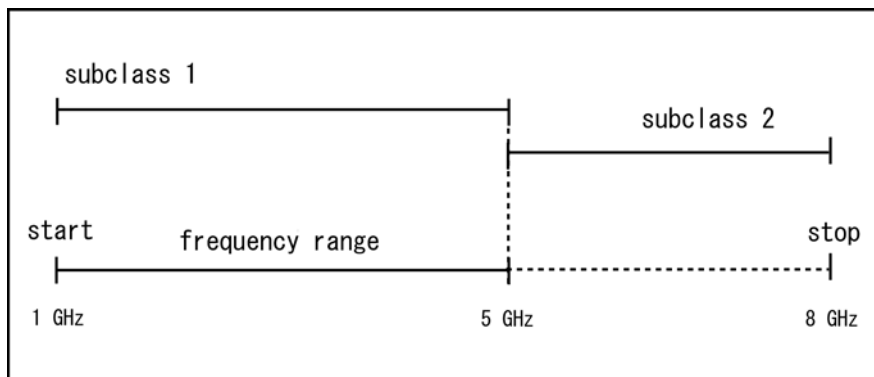 subclass 1
subclass 2
start
frequency range
stop
1 GHz
5 GHz
8 GHz